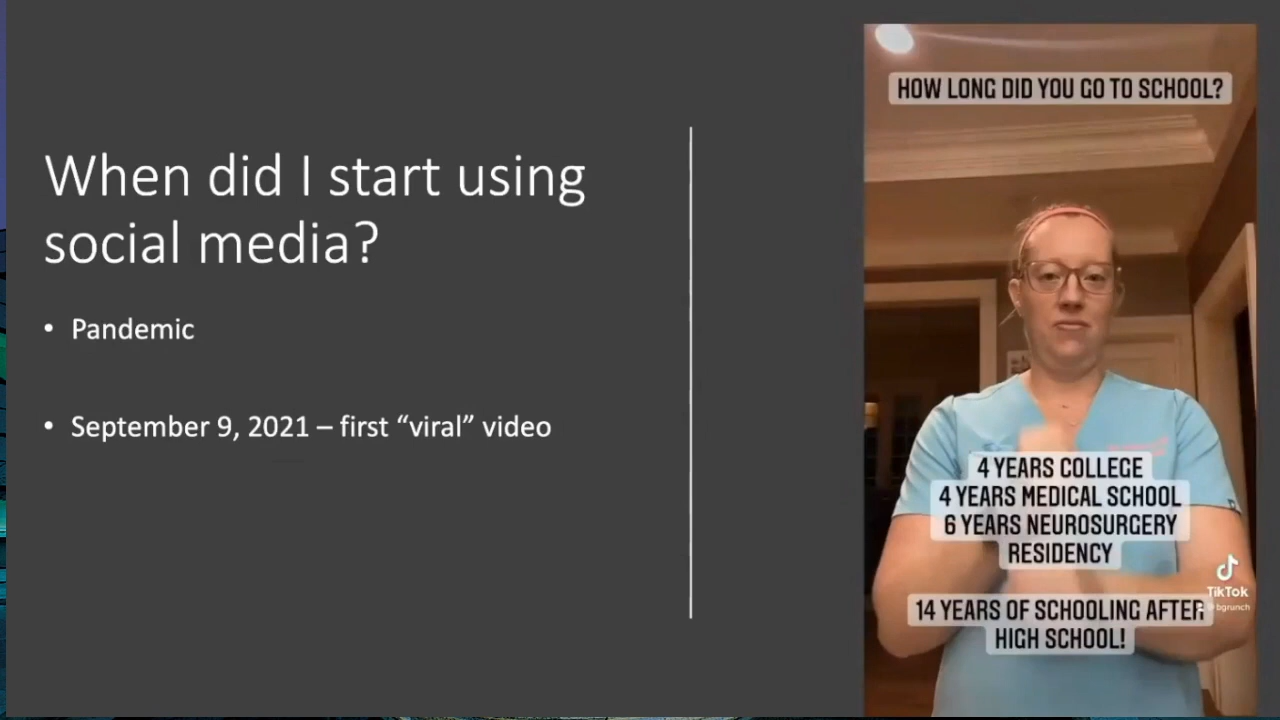 When did I start using
social media?
• Pandemic
• September 9, 2021 – first “viral” video
HOW LONG DID YOU GO TO SCHOOL?
4 YEARS COLLEGE
4 YEARS MEDICAL SCHOOL
6 YEARS NEUROSURGERY
RESIDENCY
14 YEARS OF SCHOOLING AFTER
HIGH SCHOOL!
TikTok
@bgrunch